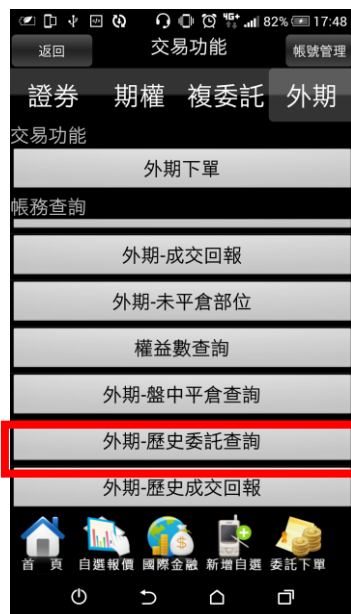 4G+ 82% 17:48
返回 交易功能 帳號管理
證券 期權 複委託 外期
交易功能
外期下單
帳務查詢
外期-成交回報
外期-未平倉部位
權益數查詢
外期-盤中平倉查詢
外期-歷史委託查詢
外期-歷史成交回報
首 頁 自選報價 國際金融 新增自選 委託下單